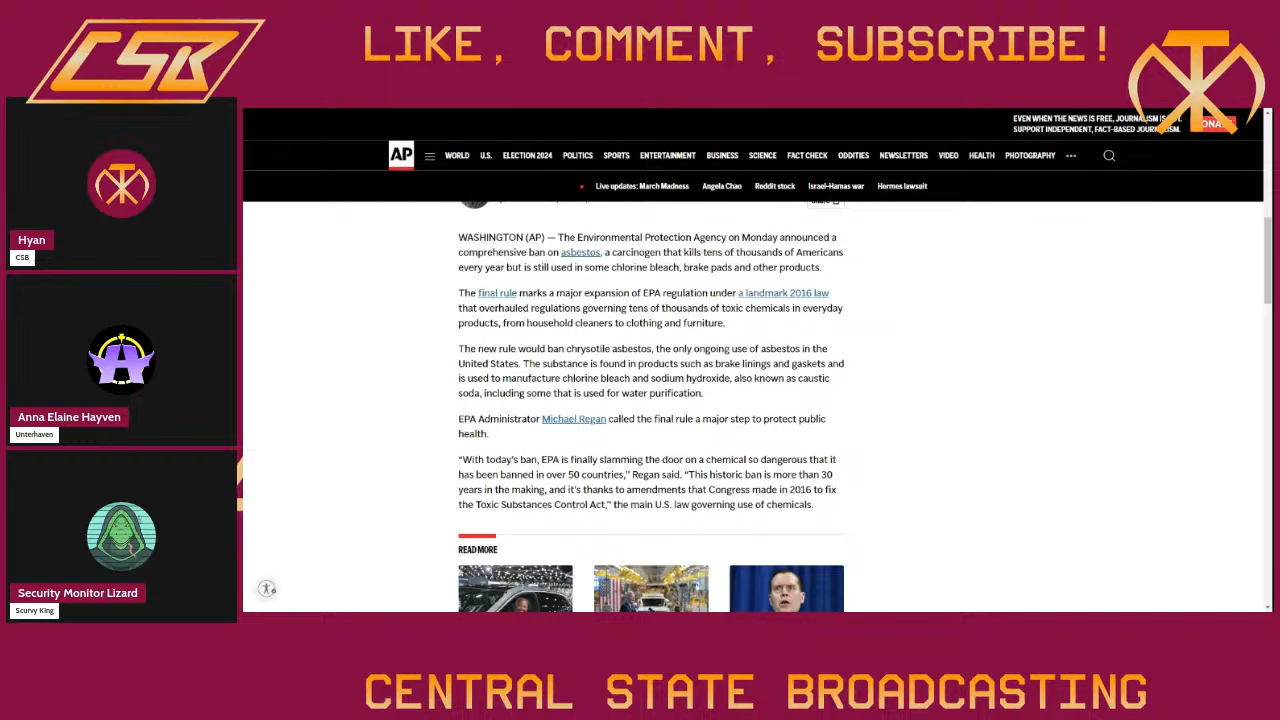 LIKE, COMMENT, SUBSCRIBE!
CSB
EVEN WHEN THE NEWS IS FREE, JOURNALISM IS
SUPPORT INDEPENDENT, FACT-BASED JOURNALISM.
AP
WORLD U.S. ELECTION 2024 POLITICS SPORTS ENTERTAINMENT BUSINESS SCIENCE FACT CHECK ODDITIES NEWSLETTERS VIDEO HEALTH PHOTOGRAPHY
Live updates: March Madness Angela Chao Reddit stock Israel-Hamas war Hermes lawsuit
Hyan
CSB
Anna Elaine Hayven
Unterhaven
Security Monitor Lizard
Scurvy King
WASHINGTON (AP) — The Environmental Protection Agency on Monday announced a
comprehensive ban on asbestos, a carcinogen that kills tens of thousands of Americans
every year but is still used in some chlorine bleach, brake pads and other products.
The final rule marks a major expansion of EPA regulation under a landmark 2016 law
that overhauled regulations governing tens of thousands of toxic chemicals in everyday
products, from household cleaners to clothing and furniture.
The new rule would ban chrysotile asbestos, the only ongoing use of asbestos in the
United States. The substance is found in products such as brake linings and gaskets and
is used to manufacture chlorine bleach and sodium hydroxide, also known as caustic
soda, including some that is used for water purification.
EPA Administrator Michael Regan called the final rule a major step to protect public
health.
“With today’s ban, EPA is finally slamming the door on a chemical so dangerous that it
has been banned in over 50 countries,” Regan said. “This historic ban is more than 30
years in the making, and it’s thanks to amendments that Congress made in 2016 to fix
the Toxic Substances Control Act,” the main U.S. law governing use of chemicals.
READ MORE
CENTRAL STATE BROADCASTING